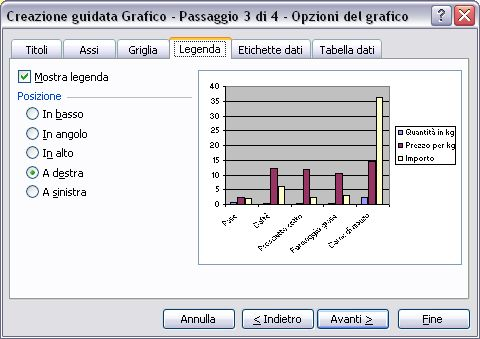 Creazione guidata Grafico - Passaggio 3 di 4 - Opzioni del grafico
Titoli
Assi
Griglia
Legenda
Etichette dati
Tabella dati
Mostra legenda
Posizione
In basso
In angolo
In alto
A destra
A sinistra
40
35
30
25
20
15
10
5
0
Pane
Caffè
Prosciutto cotto
Formaggio grana
Carne di manzo
Quantità in kg
Prezzo per kg
Importo
Annulla
< Indietro
Avanti >
Fine